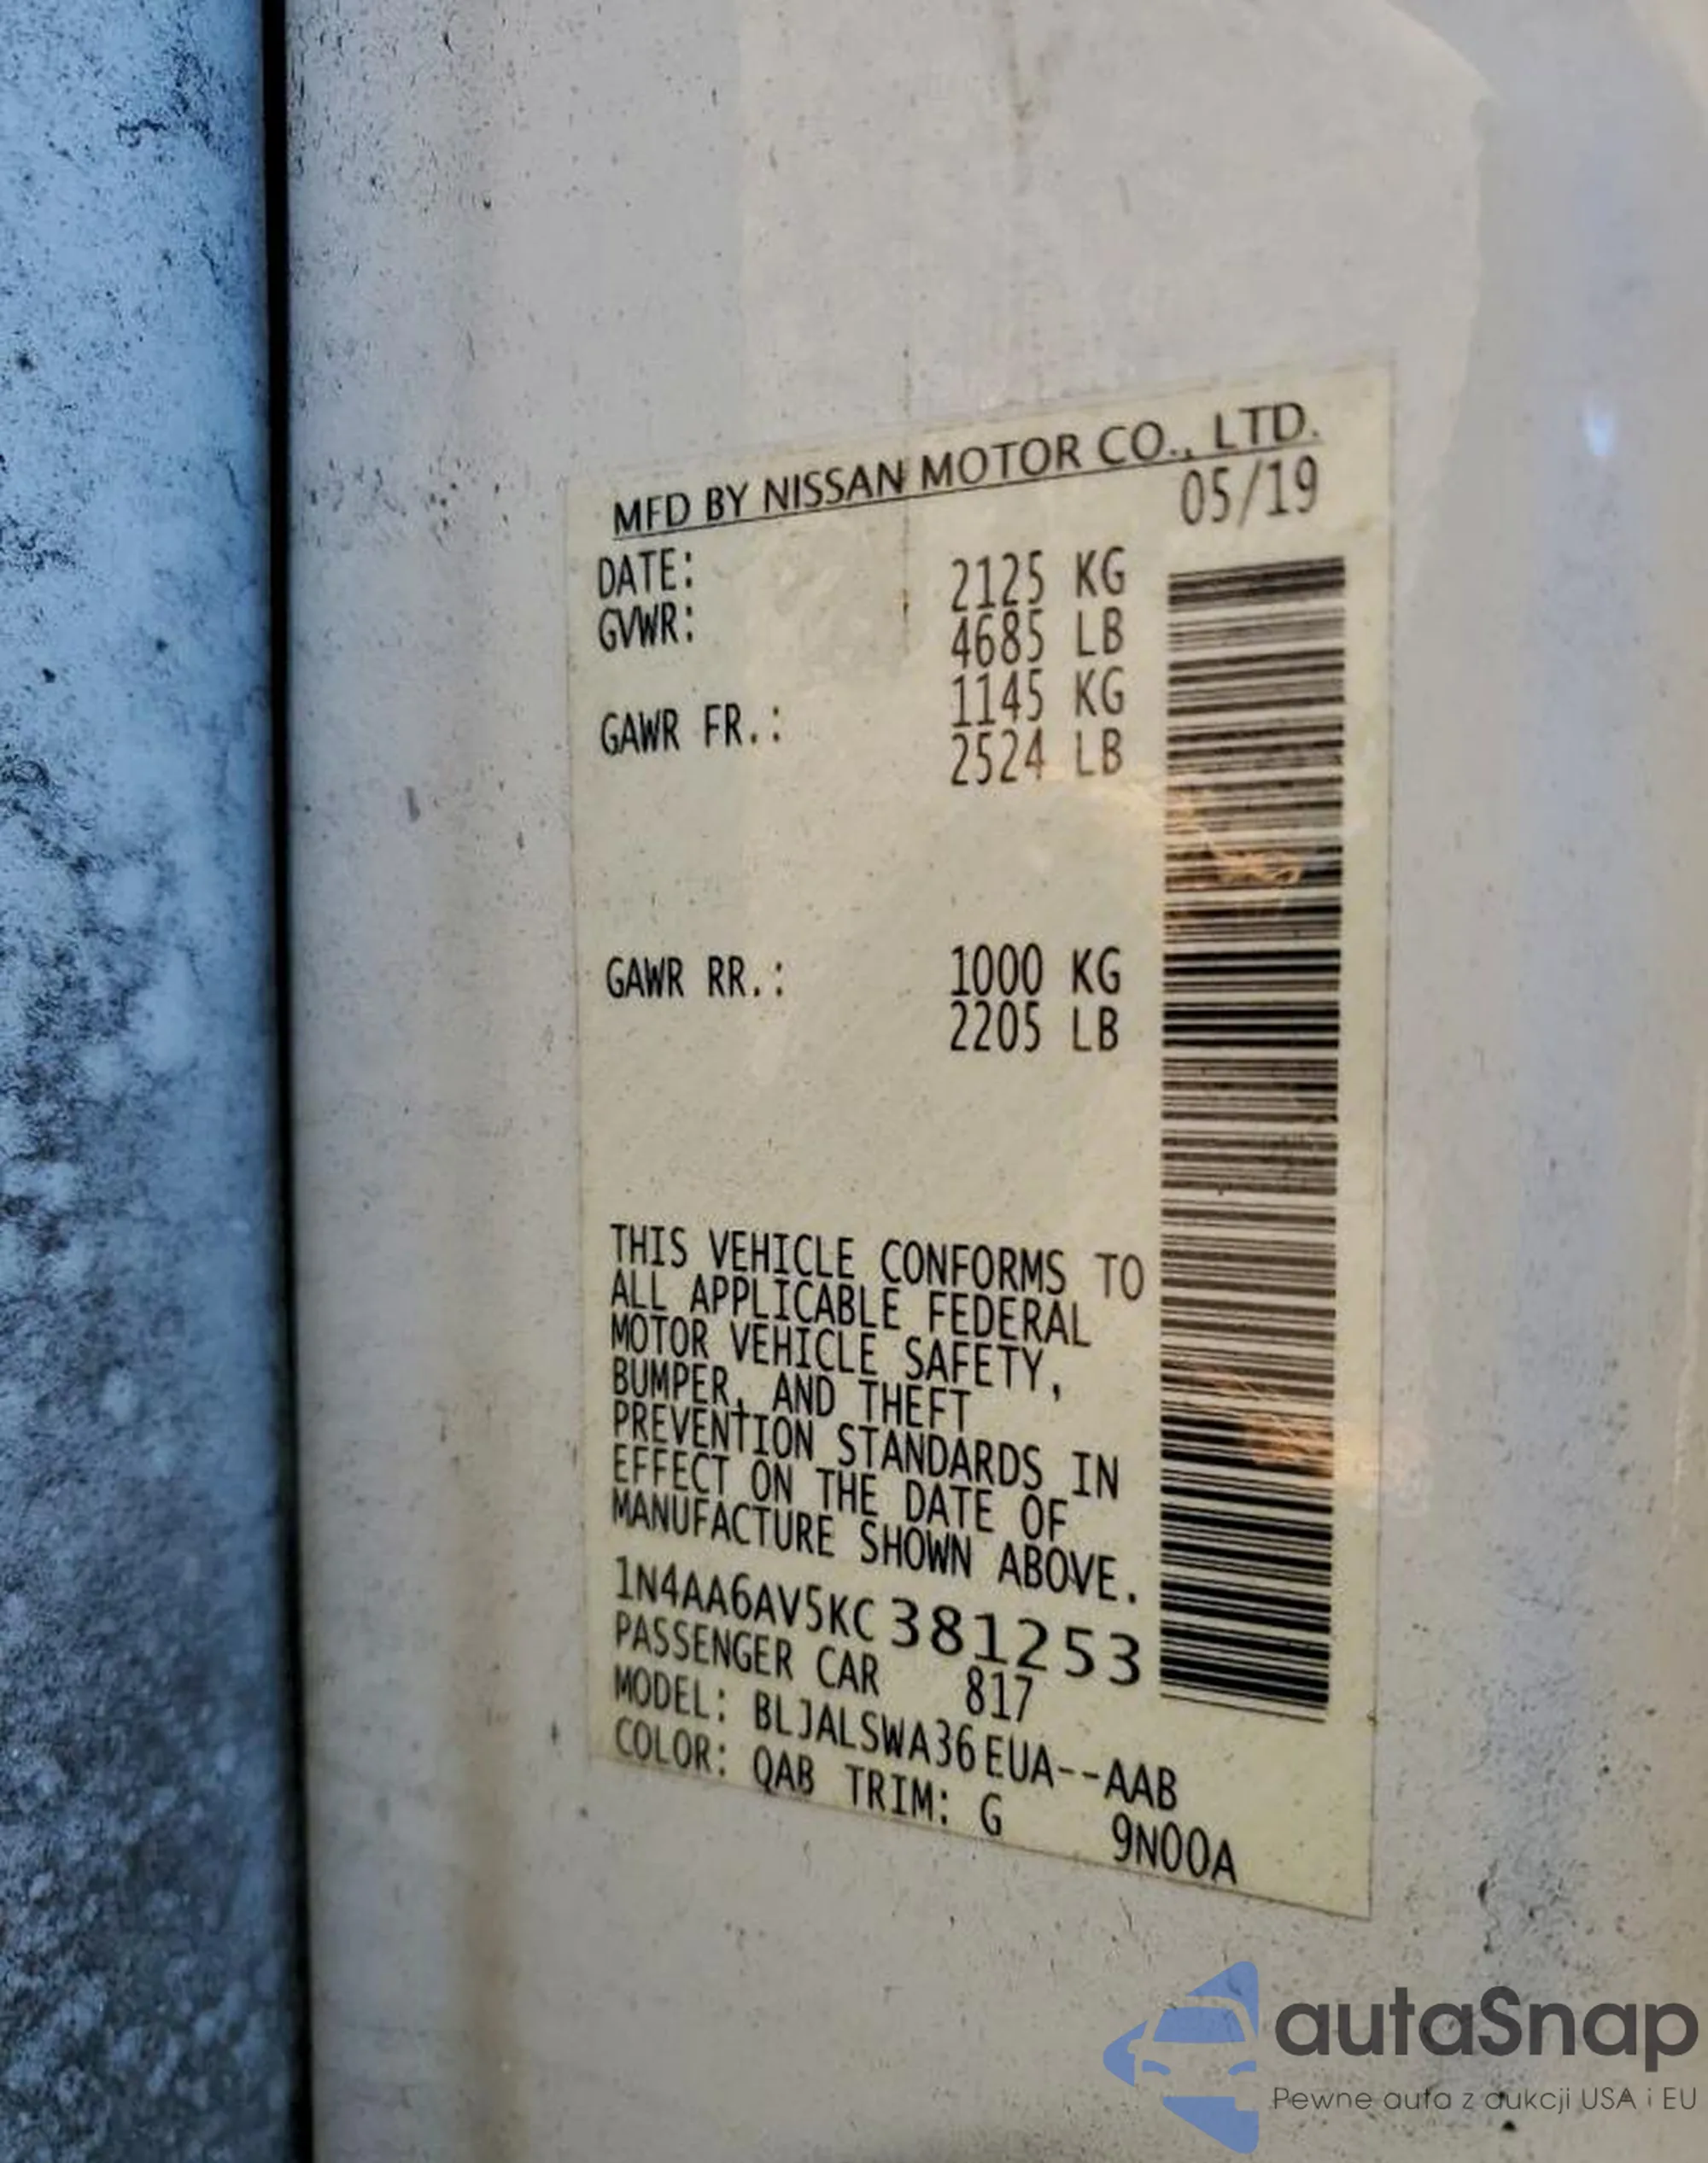 MFD BY NISSAN MOTOR CO., LTD.
DATE: 05/19
GVWR: 2125 KG
4685 LB
GAWR FR.: 1145 KG
2524 LB
GAWR RR.: 1000 KG
2205 LB
THIS VEHICLE CONFORMS TO
ALL APPLICABLE FEDERAL
MOTOR VEHICLE SAFETY,
BUMPER, AND THEFT
PREVENTION STANDARDS IN
EFFECT ON THE DATE OF
MANUFACTURE SHOWN ABOVE.
1N4AA6AV5KC381253
PASSENGER CAR 817
MODEL: BLJALSWA36EUA--AAB
COLOR: QAB TRIM: G 9N00A
autaSnap
Pewne auta z aukcji USA i EU